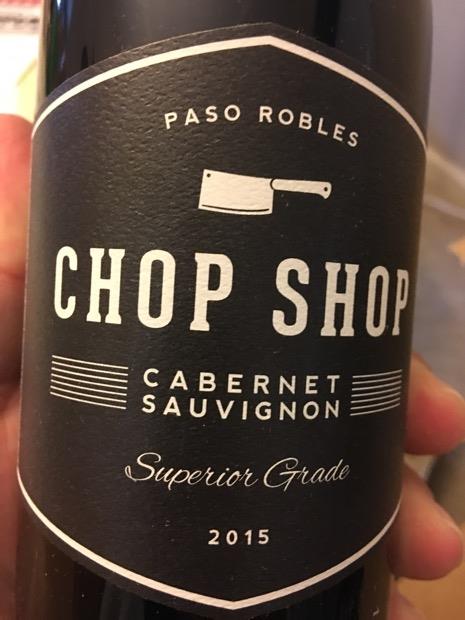 PASO ROBLES
CHOP SHOP
CABERNET
SAUVIGNON
Superior Grade
2015